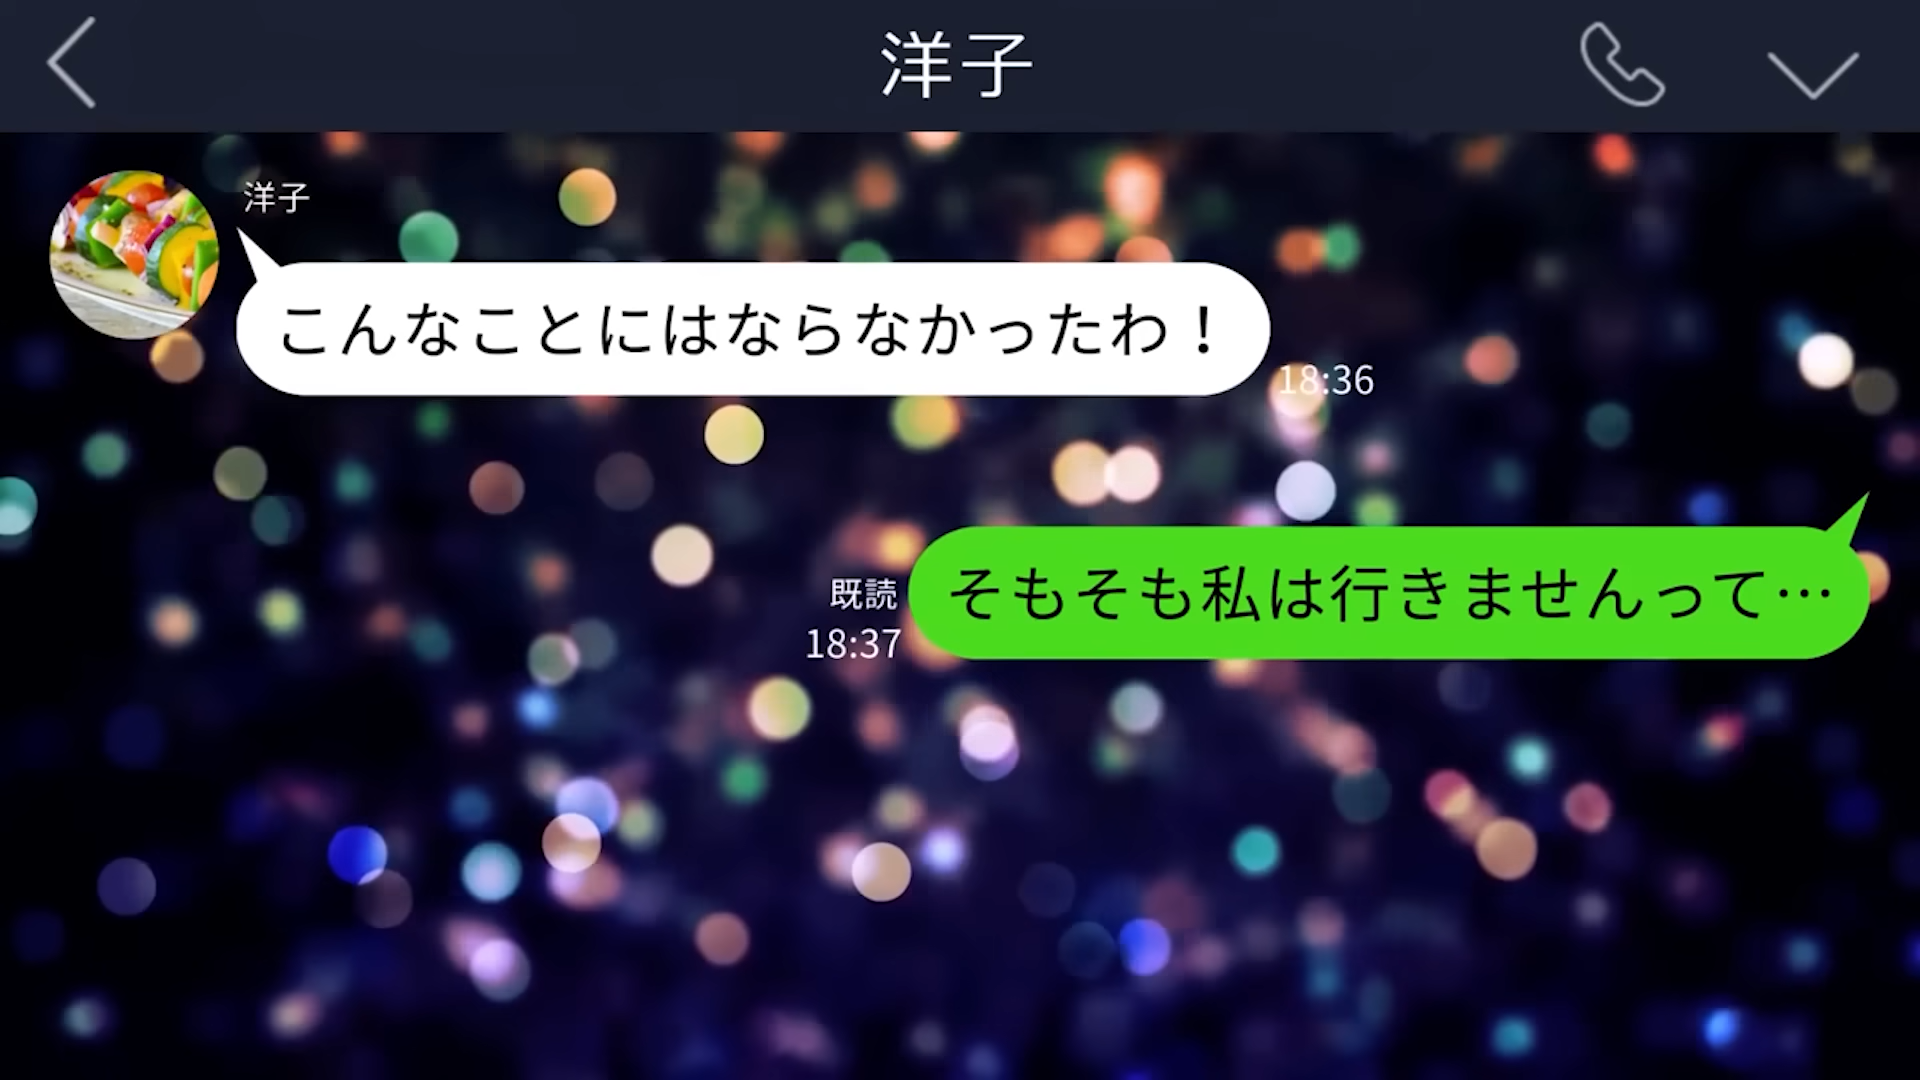 洋子
洋子
こんなことにはならなかったわ！
18:36
そもそも私は行きませんって…
既読
18:37